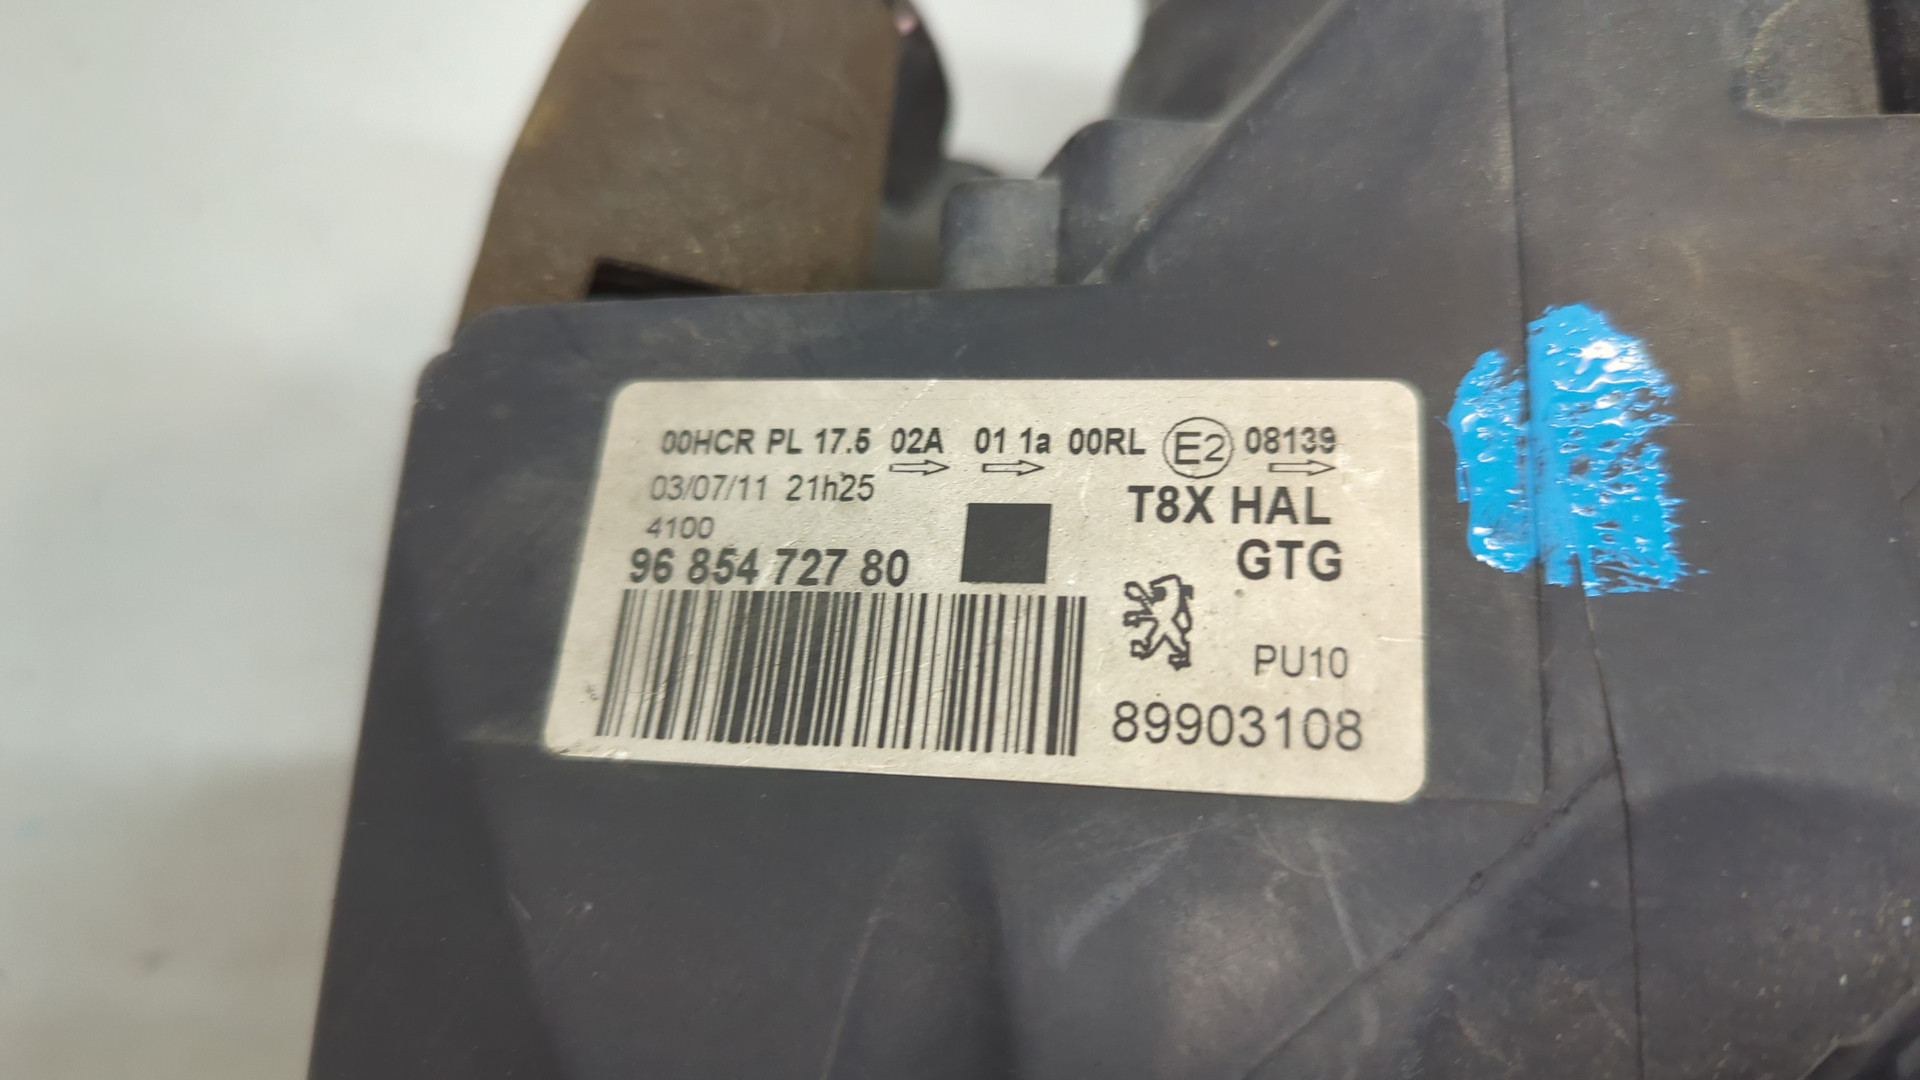 00HCR PL 17.5 02A 01 1a 00RL E2 08139
03/07/11 21h25
T8X HAL
4100
96 854 727 80
GTG
PU10
89903108